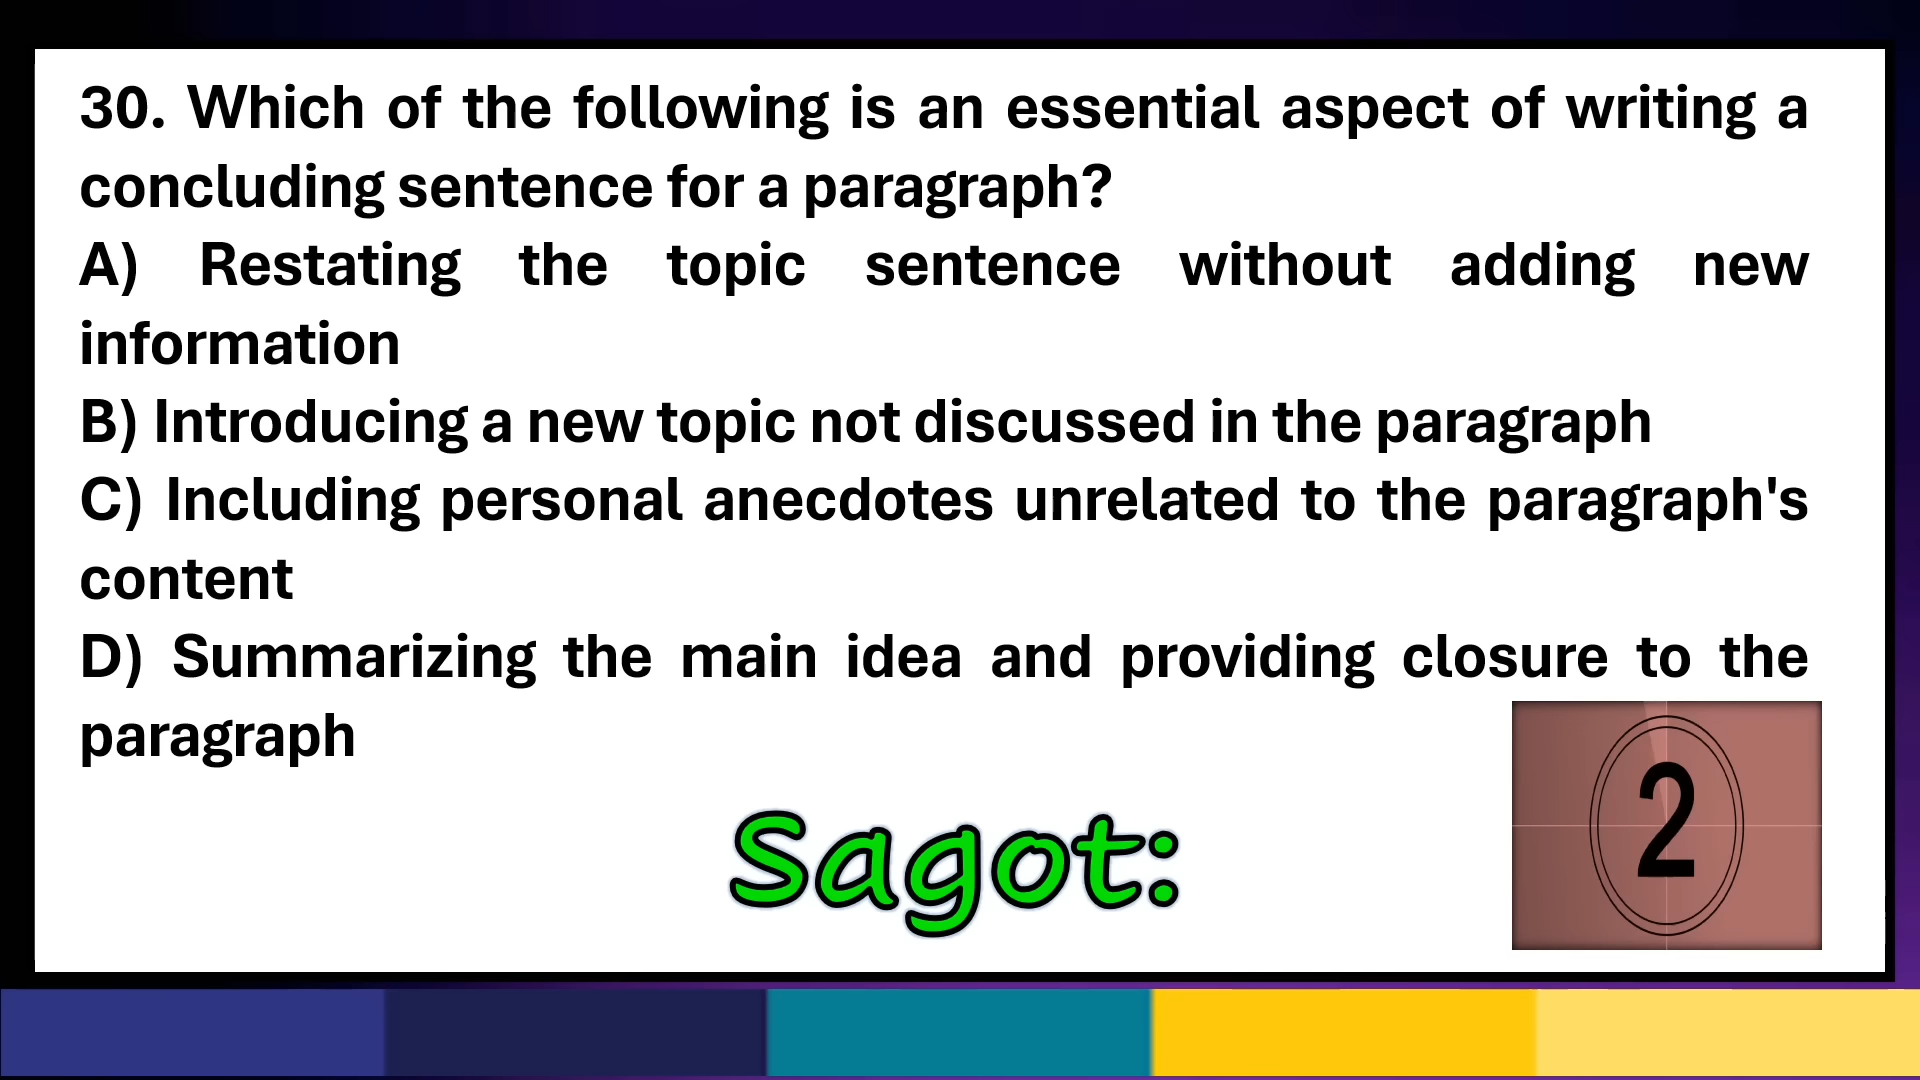 30. Which of the following is an essential aspect of writing a
concluding sentence for a paragraph?
A) Restating the topic sentence without adding new
information
B) Introducing a new topic not discussed in the paragraph
C) Including personal anecdotes unrelated to the paragraph's
content
D) Summarizing the main idea and providing closure to the
paragraph
Sagot:
2